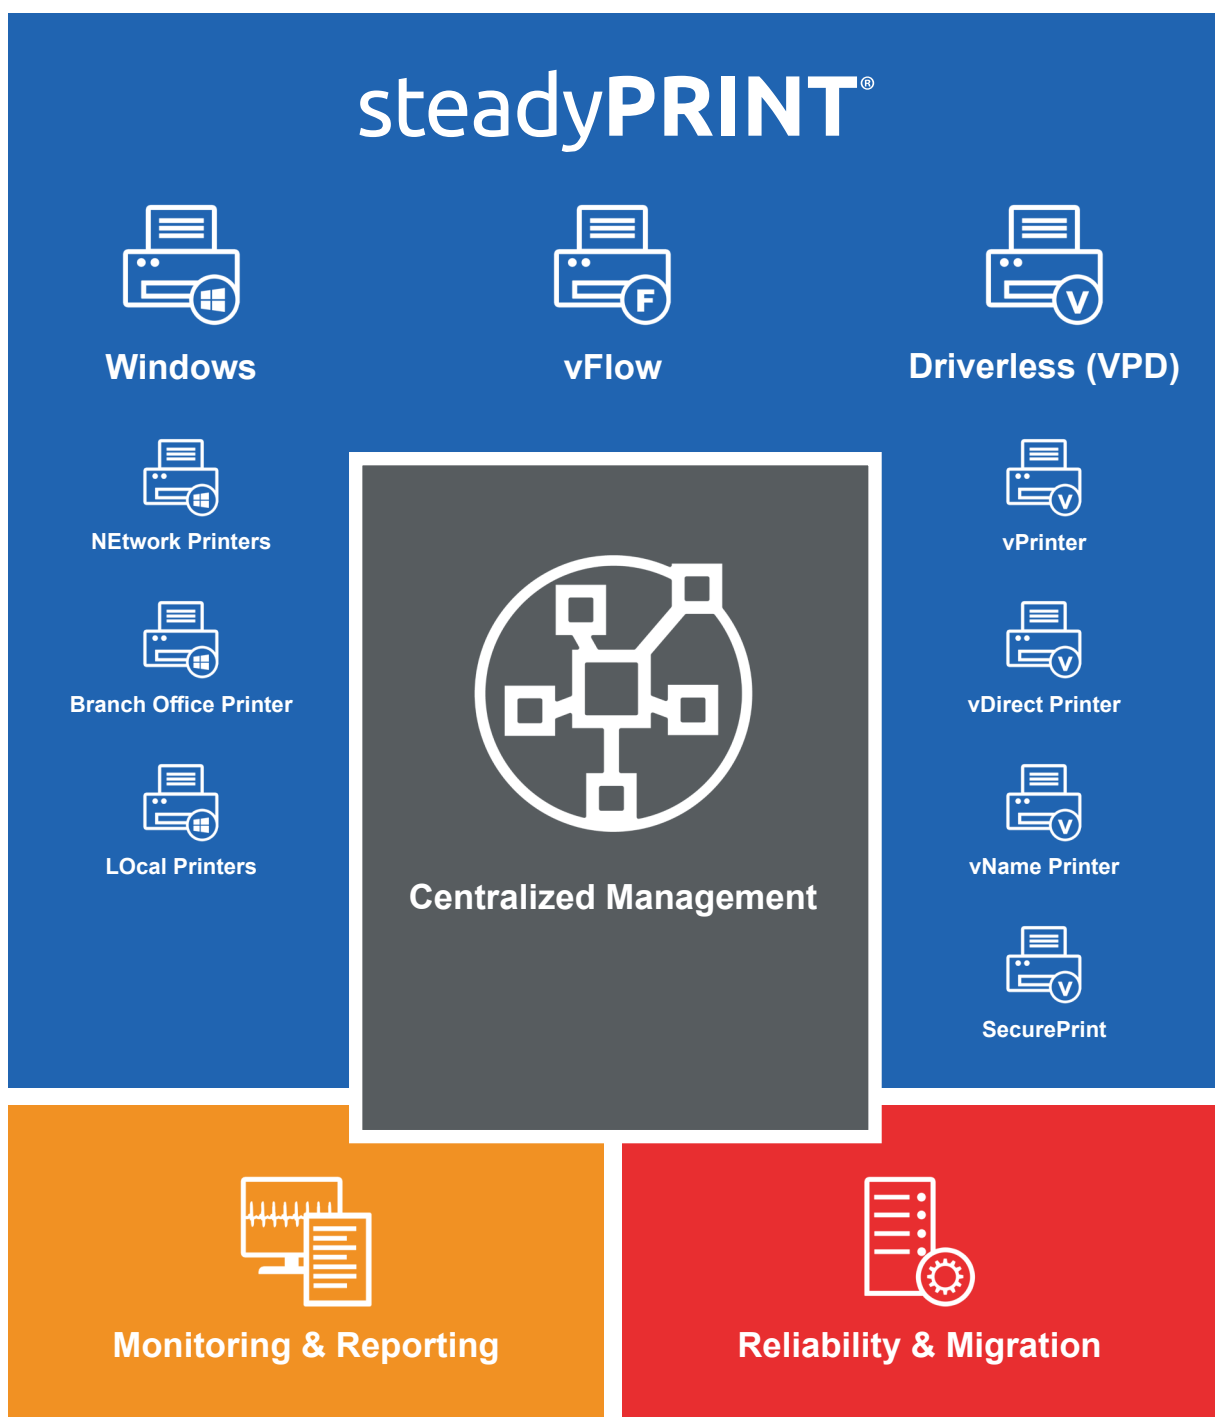 steadyPRINT®
F
V
Windows
vFlow
Driverless (VPD)
V
NEtwork Printers
vPrinter
V
Branch Office Printer
vDirect Printer
V
LOcal Printers
vName Printer
Centralized Management
V
SecurePrint
Monitoring & Reporting
Reliability & Migration